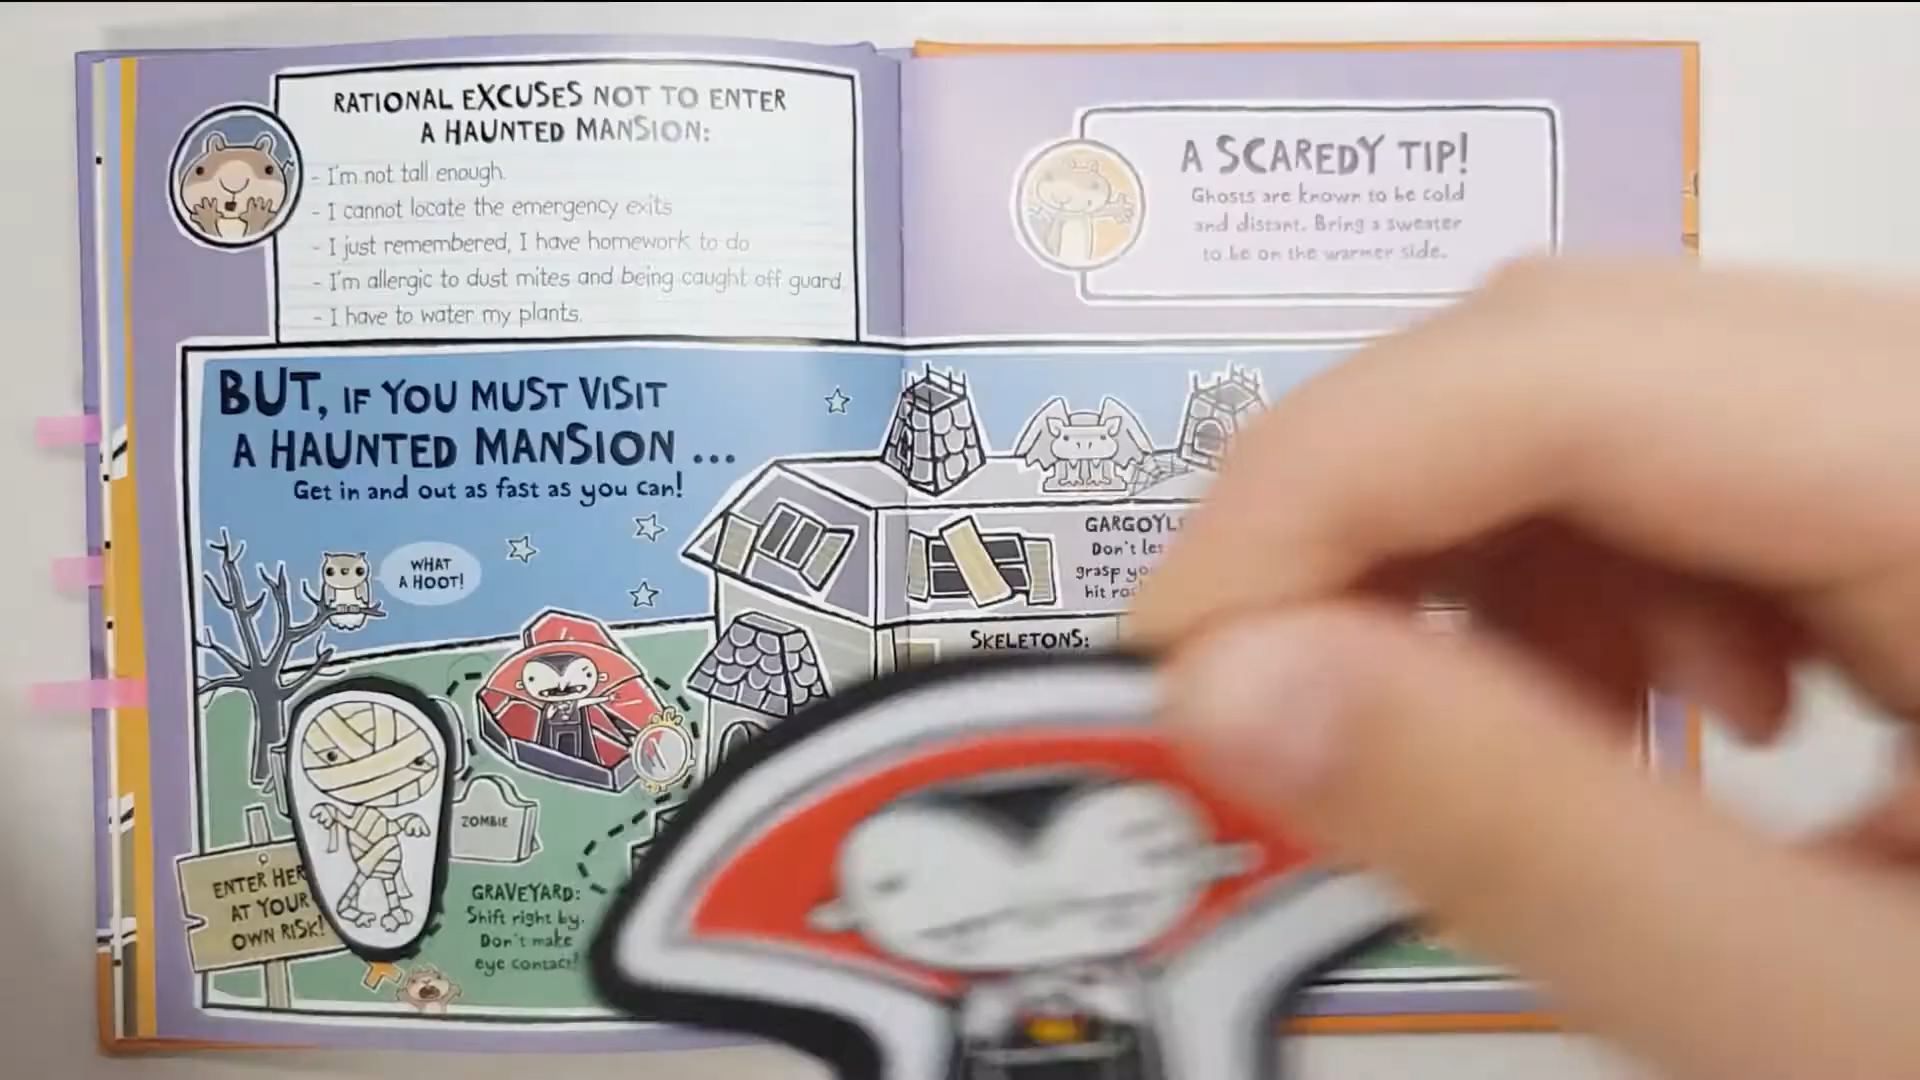 RATIONAL EXCUSES NOT TO ENTER
A HAUNTED MANSION:
- I'm not tall enough.
- I cannot locate the emergency exits
- I just remembered, I have homework to do
- I'm allergic to dust mites and being caught off guard.
- I have to water my plants.
A SCAREDY TIP!
Ghosts are known to be cold
and distant. Bring a sweater
to be on the warmer side.
BUT, IF YOU MUST VISIT
A HAUNTED MANSION ...
Get in and out as fast as you can!
WHAT
A HOOT!
GARGOYL
Don't
grasp
hit
SKELETONS:
ZOMBIE
ENTER HER
AT YOUR
OWN RISK!
GRAVEYARD:
Shift right by.
Don't make
eye contact!